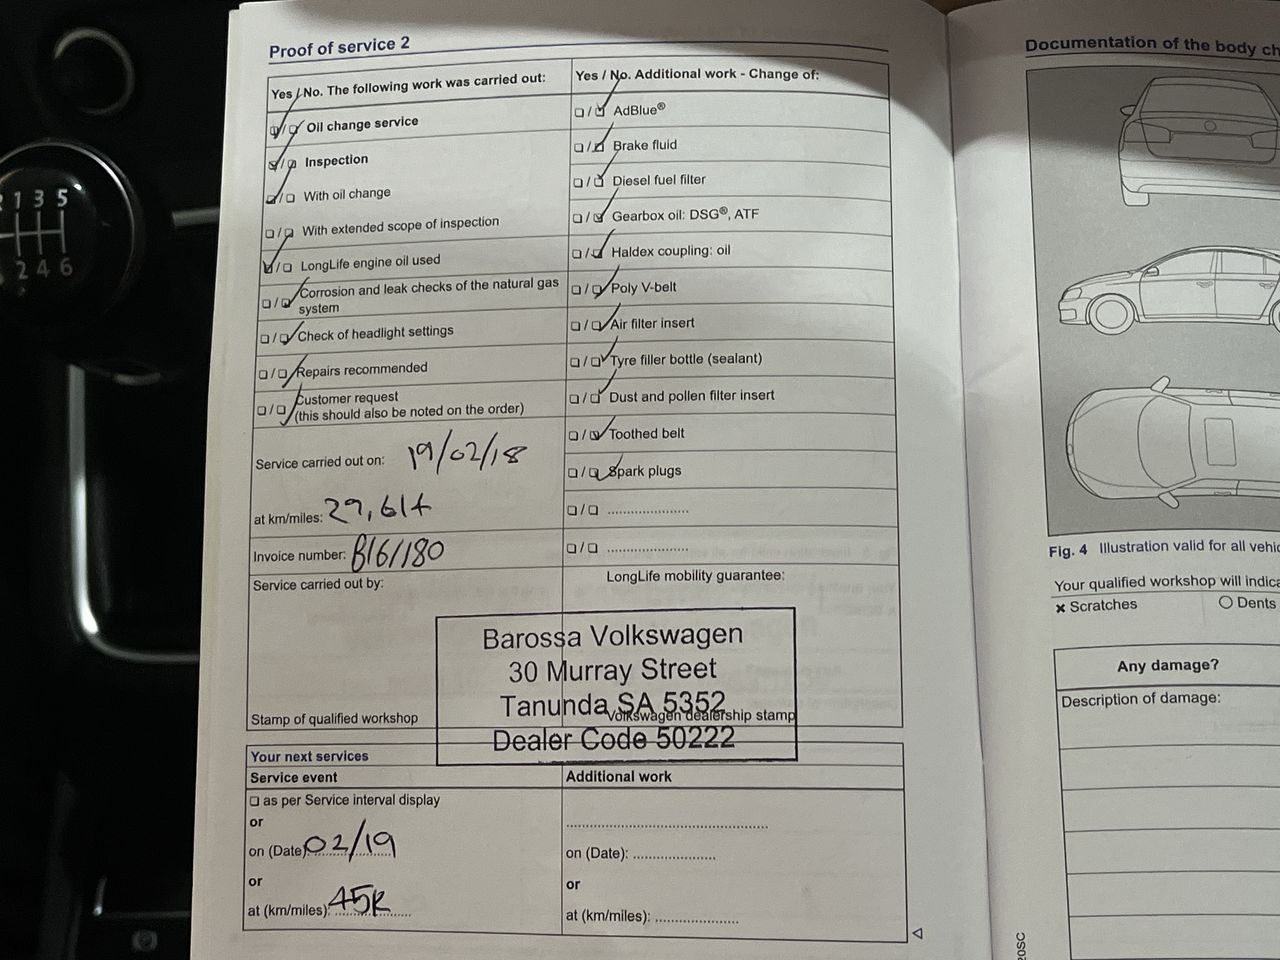 Proof of service 2
Yes / No. The following work was carried out:
Oil change service
Inspection
With oil change
With extended scope of inspection
LongLife engine oil used
Corrosion and leak checks of the natural gas
system
Check of headlight settings
Repairs recommended
Customer request
(this should also be noted on the order)
Service carried out on: 19/02/18
at km/miles: 29,614
Invoice number: B16/180
Service carried out by:
Stamp of qualified workshop
Yes / No. Additional work - Change of:
AdBlue®
Brake fluid
Diesel fuel filter
Gearbox oil: DSG®, ATF
Haldex coupling: oil
Poly V-belt
Air filter insert
Tyre filler bottle (sealant)
Dust and pollen filter insert
Toothed belt
Spark plugs
LongLife mobility guarantee:
Barossa Volkswagen
30 Murray Street
Tanunda SA 5352
Dealer Code 50222
Volkswagen dealership stamp
Your next services
Service event
as per Service interval display
or
on (Date): 02/19
or
at (km/miles): 45K
Additional work
on (Date):
or
at (km/miles):
Documentation of the body
Fig. 4 Illustration valid for all
Your qualified workshop will
Scratches
Dents
Any damage?
Description of damage:
1 3 5
2 4 6